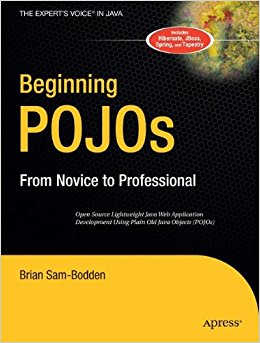 THE EXPERT'S VOICE® IN JAVA
Includes
Hibernate, JBoss,
Spring, and Tapestry
Beginning
POJOs
From Novice to Professional
Open Source Lightweight Java Web Application
Development Using Plain Old Java Objects (POJOs)
Brian Sam-Bodden
Apress®